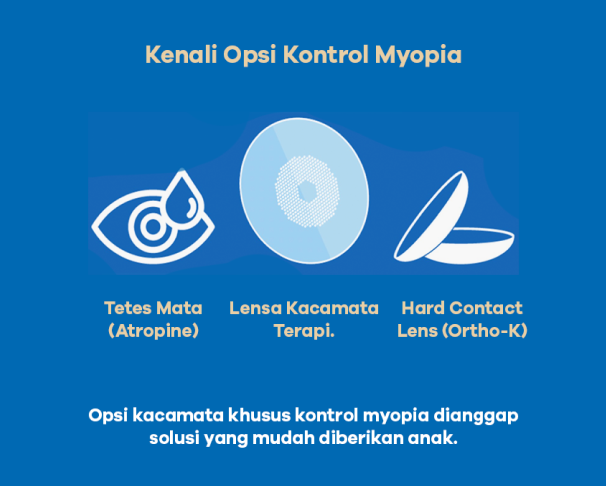 Kenali Opsi Kontrol Myopia
Tetes Mata
(Atropine)
Lensa Kacamata
Terapi.
Hard Contact
Lens (Ortho-K)
Opsi kacamata khusus kontrol myopia dianggap
solusi yang mudah diberikan anak.